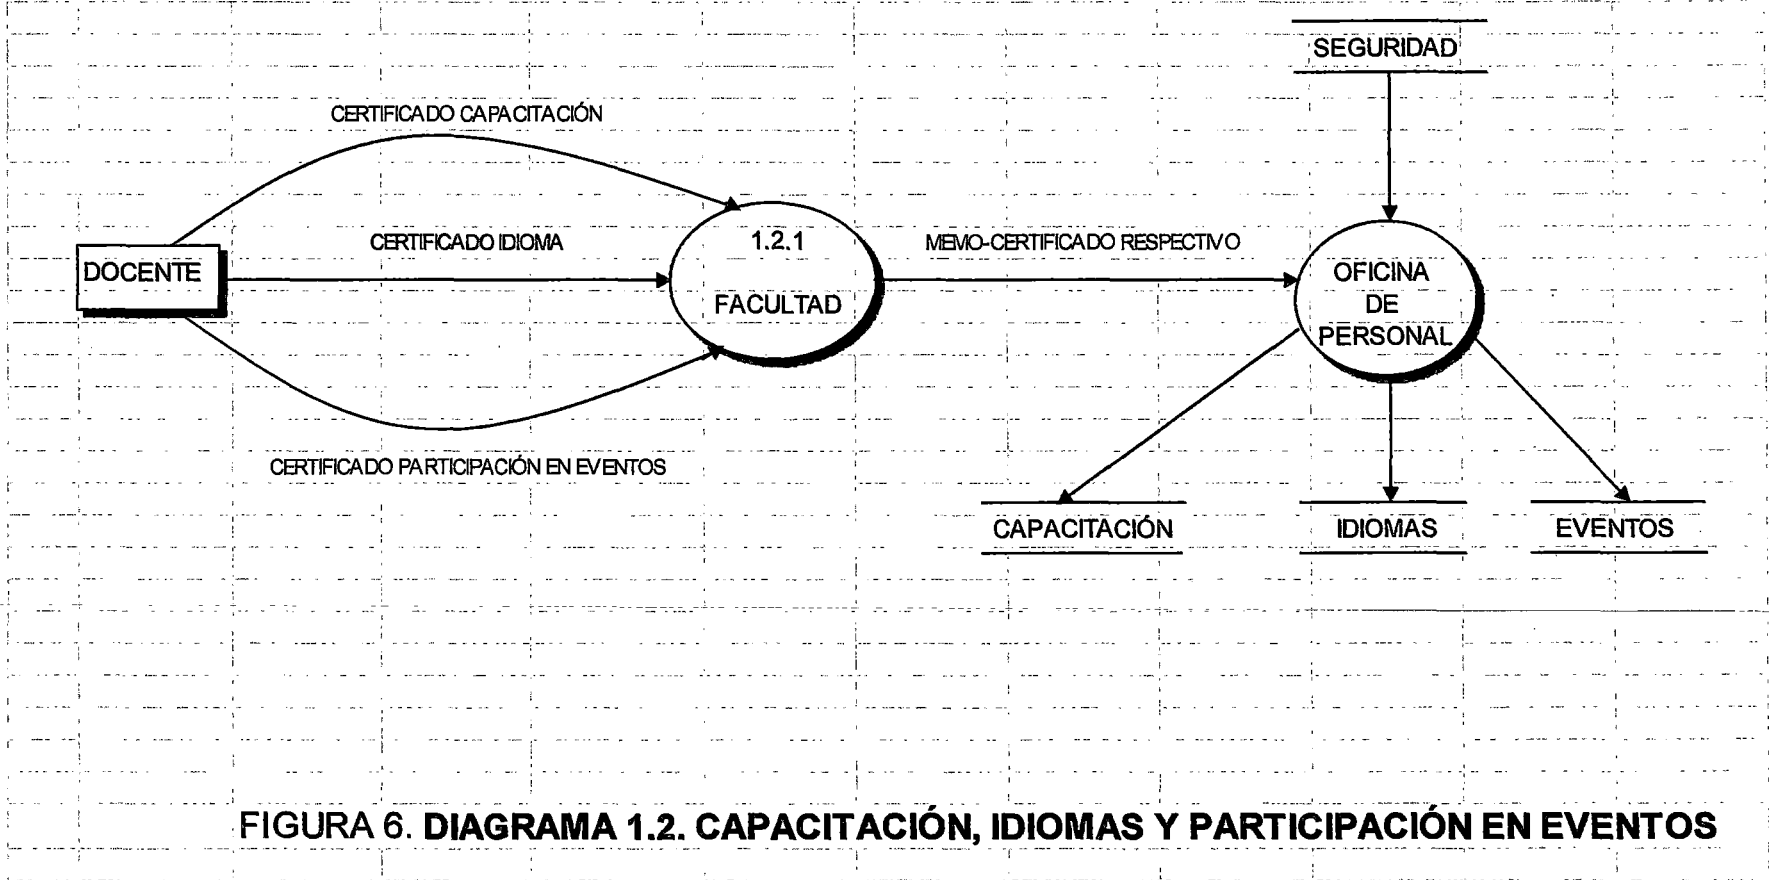 SEGURIDAD
CERTIFICADO CAPACITACIÓN
CERTIFICADO IDIOMA
1.2.1
MEMO-CERTIFICADO RESPECTIVO
DOCENTE
FACULTAD
OFICINA
DE
PERSONAL
CERTIFICADO PARTICIPACIÓN EN EVENTOS
CAPACITACIÓN
IDIOMAS
EVENTOS
FIGURA 6. DIAGRAMA 1.2. CAPACITACIÓN, IDIOMAS Y PARTICIPACIÓN EN EVENTOS